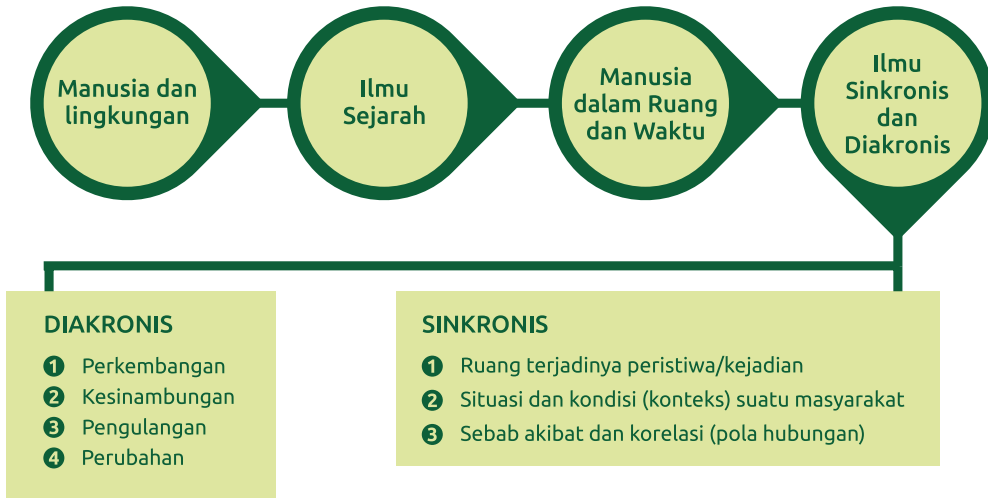 Manusia dan
lingkungan
Ilmu
Sejarah
Manusia
dalam Ruang
dan Waktu
Ilmu
Sinkronis
dan
Diakronis
DIAKRONIS
1 Perkembangan
2 Kesinambungan
3 Pengulangan
4 Perubahan
SINKRONIS
1 Ruang terjadinya peristiwa/kejadian
2 Situasi dan kondisi (konteks) suatu masyarakat
3 Sebab akibat dan korelasi (pola hubungan)